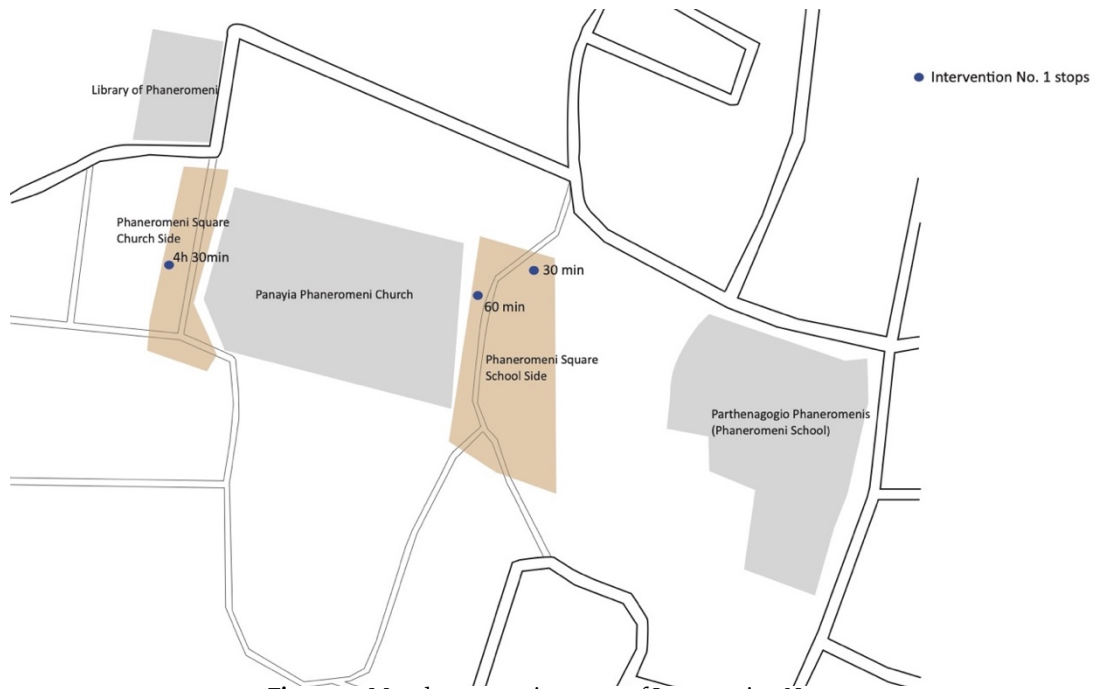 Intervention No. 1 stops
Library of Phaneromeni
Phaneromeni Square
Church Side
4h 30min
Panayia Phaneromeni Church
30 min
60 min
Phaneromeni Square
School Side
Parthenagogio Phaneromenis
(Phaneromeni School)